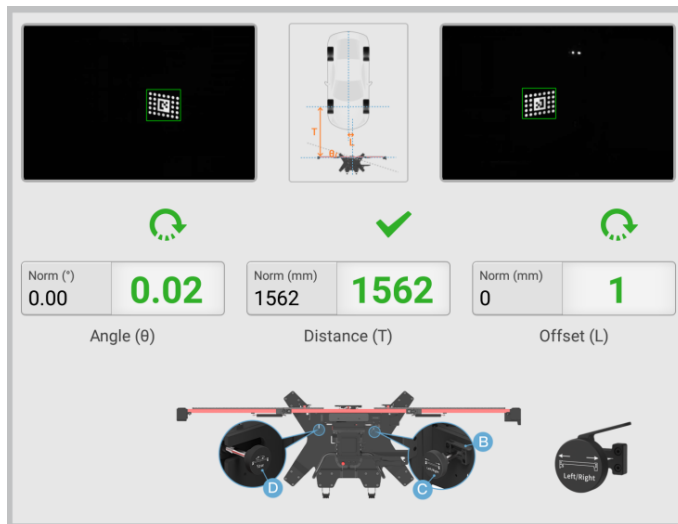 T
L
θ
Norm (°)
0.00
0.02
Norm (mm)
1562
1562
Norm (mm)
0
1
Angle (θ)
Distance (T)
Offset (L)
L
B
D
C
Left/Right